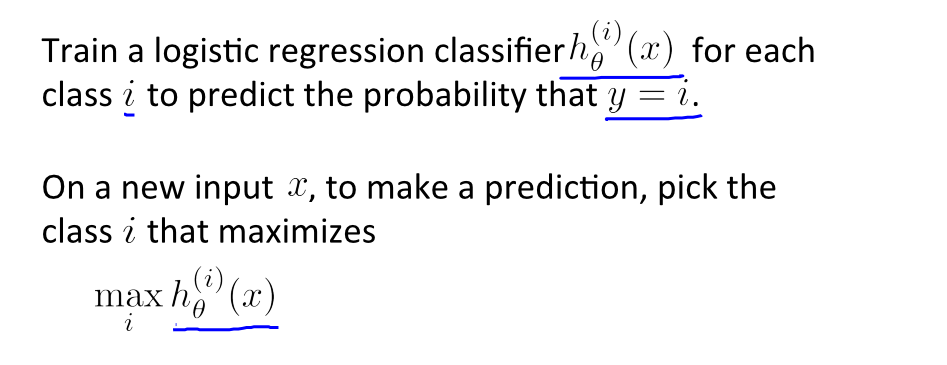 Train a logistic regression classifier $h_\theta^{(i)}(x)$ for each
class $i$ to predict the probability that $y = i$.
On a new input $x$, to make a prediction, pick the
class $i$ that maximizes
$\max_i h_\theta^{(i)}(x)$